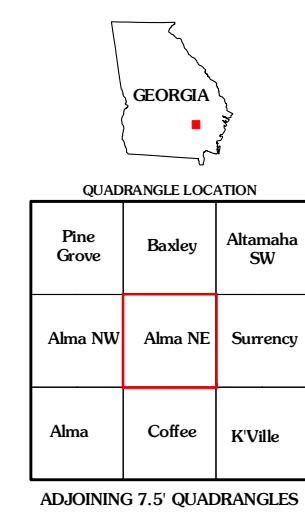 GEORGIA
QUADRANGLE LOCATION
Pine
Grove
Baxley
Altamaha
SW
Alma NW
Alma NE
Surrency
Alma
Coffee
K'Ville
ADJOINING 7.5' QUADRANGLES